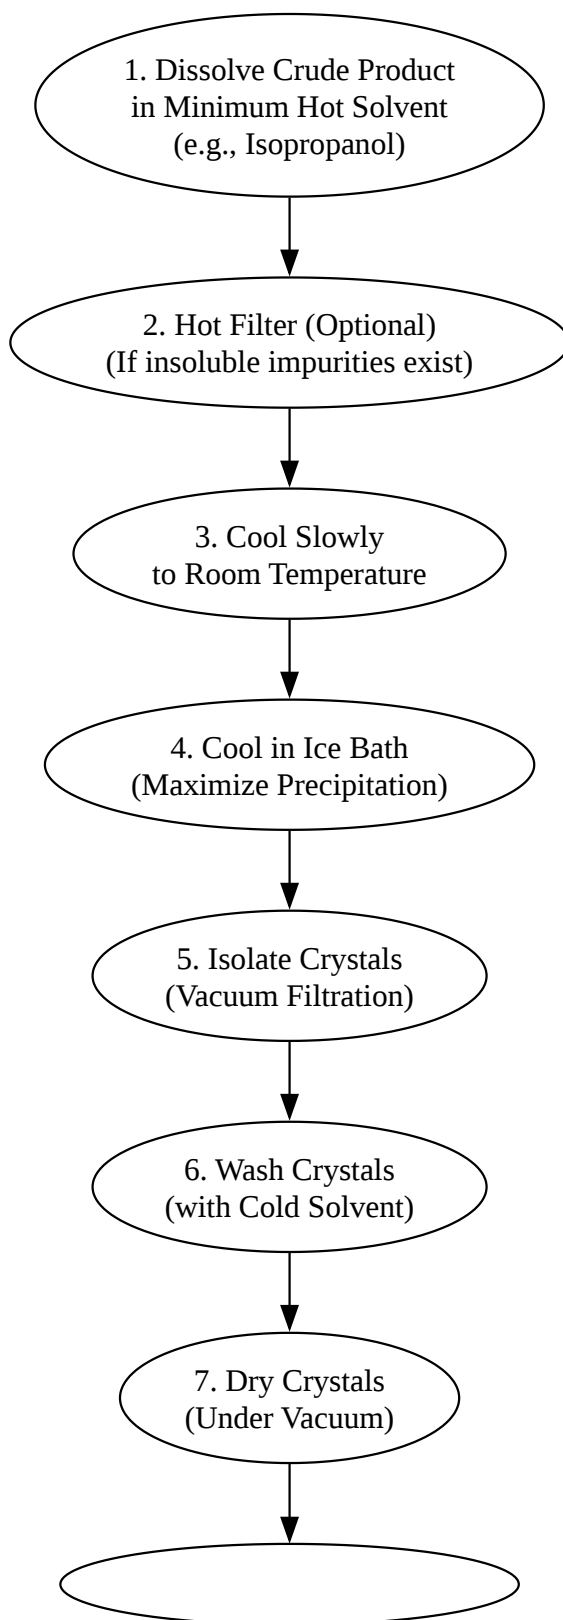 1. Dissolve Crude Product
in Minimum Hot Solvent
(e.g., Isopropanol)
2. Hot Filter (Optional)
(If insoluble impurities exist)
3. Cool Slowly
to Room Temperature
4. Cool in Ice Bath
(Maximize Precipitation)
5. Isolate Crystals
(Vacuum Filtration)
6. Wash Crystals
(with Cold Solvent)
7. Dry Crystals
(Under Vacuum)